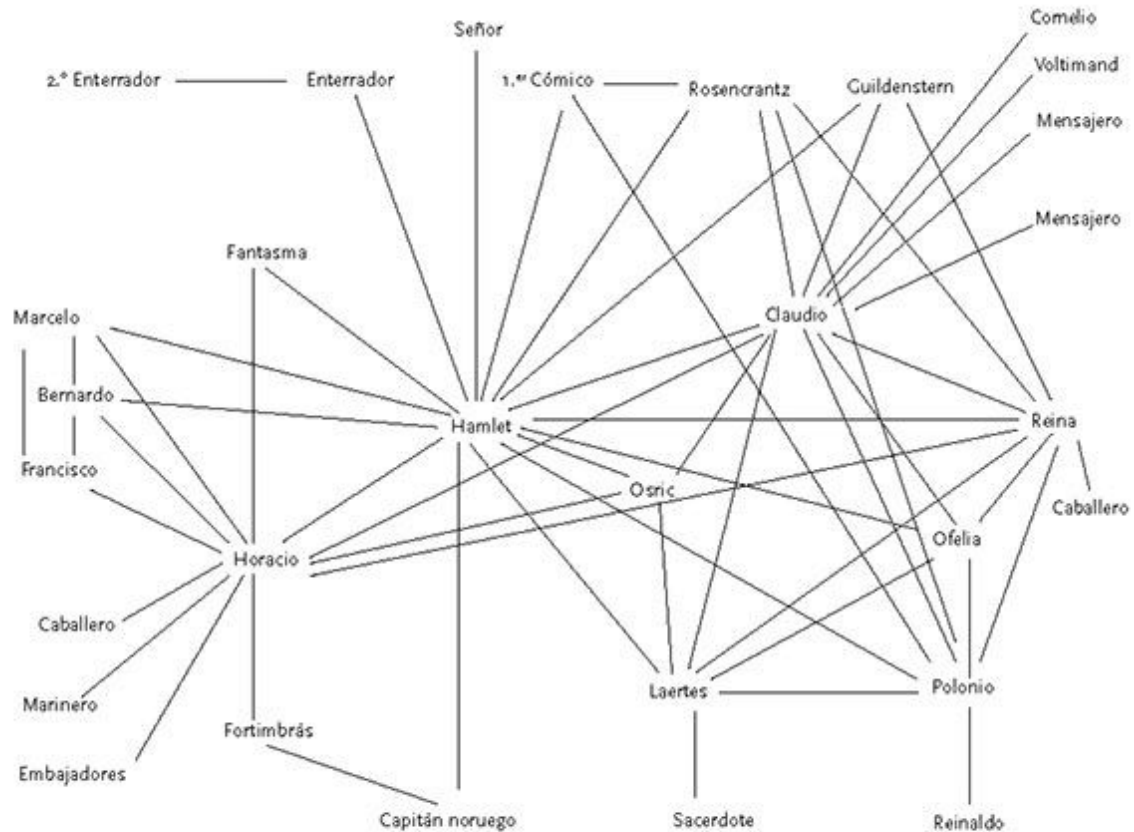 Señor
Cornelio
2.º Enterrador
Enterrador
1.er Cómico
Rosencrantz
Guildenstern
Voltimand
Mensajero
Mensajero
Fantasma
Marcelo
Claudio
Bernardo
Hamlet
Reina
Francisco
Osric
Caballero
Horacio
Ofelia
Caballero
Laertes
Polonio
Marinero
Fortimbrás
Embajadores
Capitán noruego
Sacerdote
Reinaldo